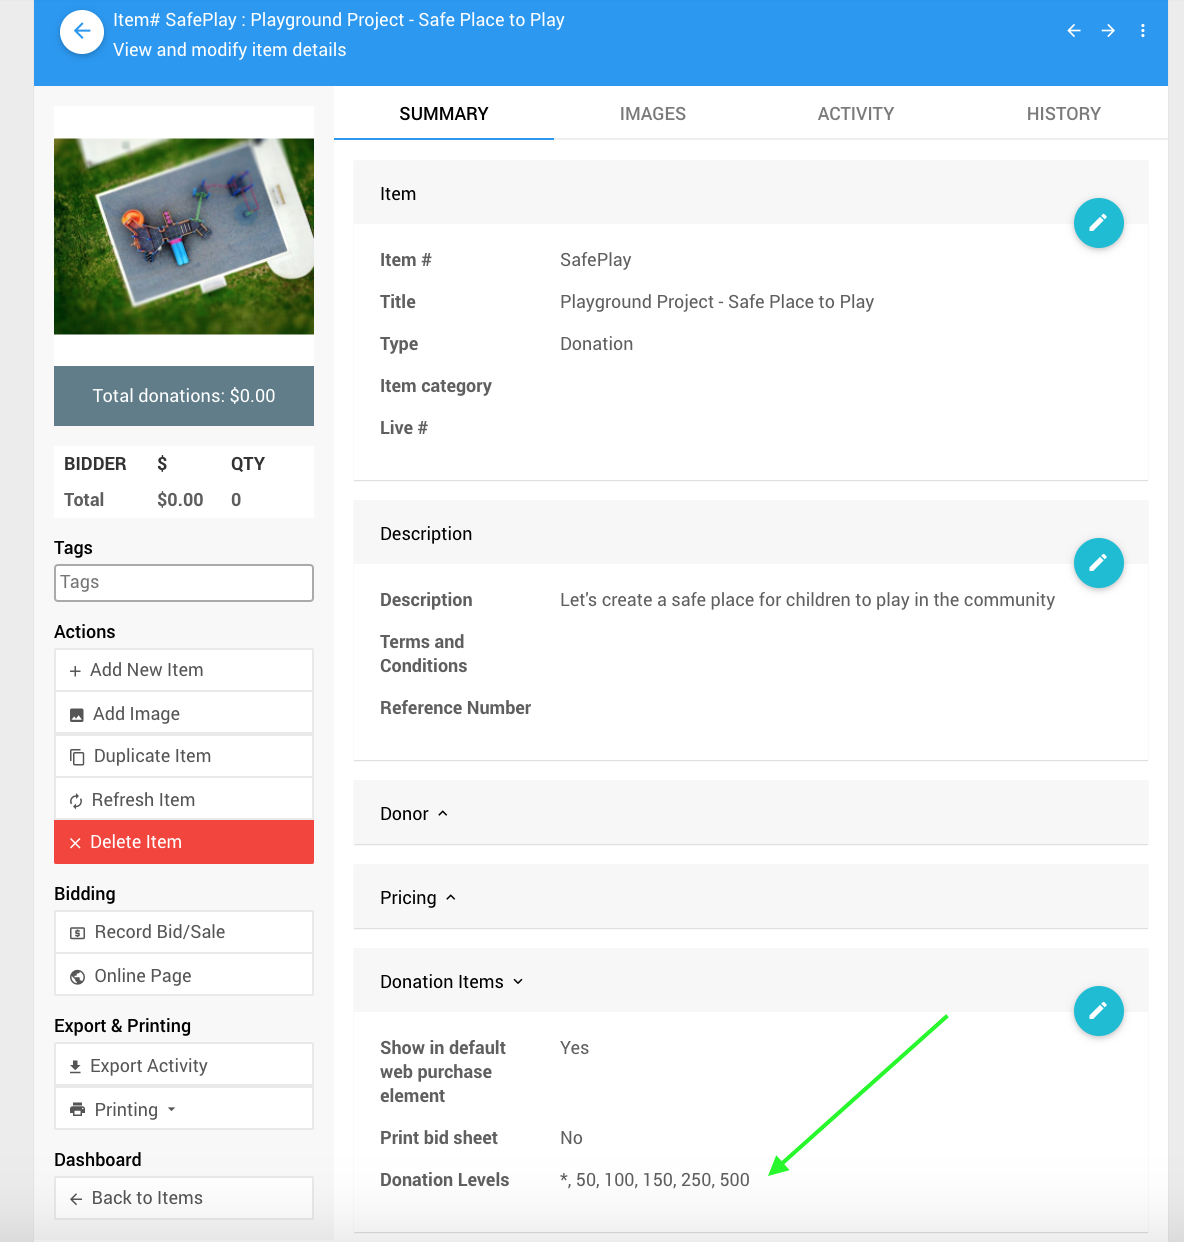 Item# SafePlay : Playground Project - Safe Place to Play
View and modify item details
SUMMARY
IMAGES
ACTIVITY
HISTORY
Total donations: $0.00
BIDDER $ QTY
Total $0.00 0
Tags
Tags
Actions
Add New Item
Add Image
Duplicate Item
Refresh Item
Delete Item
Bidding
Record Bid/Sale
Online Page
Export & Printing
Export Activity
Printing
Dashboard
Back to Items
Item
Item # SafePlay
Title Playground Project - Safe Place to Play
Type Donation
Item category
Live #
Description
Description Let's create a safe place for children to play in the community
Terms and
Conditions
Reference Number
Donor
Pricing
Donation Items
Show in default Yes
web purchase
element
Print bid sheet No
Donation Levels *, 50, 100, 150, 250, 500